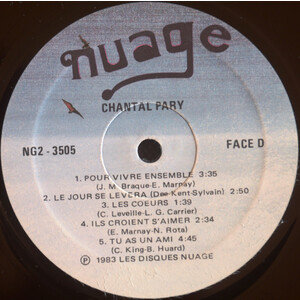 nuage
CHANTAL PARY
NG2 - 3505
FACE D
1. POUR VIVRE ENSEMBLE 3:35
(J. M. Braque-E. Marnay)
2. LE JOUR SE LEVERA (Dee-Kent-Sylvain) 2:50
3. LES COEURS 1:39
(C. Leveille-L. G. Carrier)
4. ILS CROIENT S'AIMER 2:34
(E. Marnay-N. Rota)
5. TU AS UN AMI 4:45
(C. King-B. Huard)
℗ 1983 LES DISQUES NUAGE